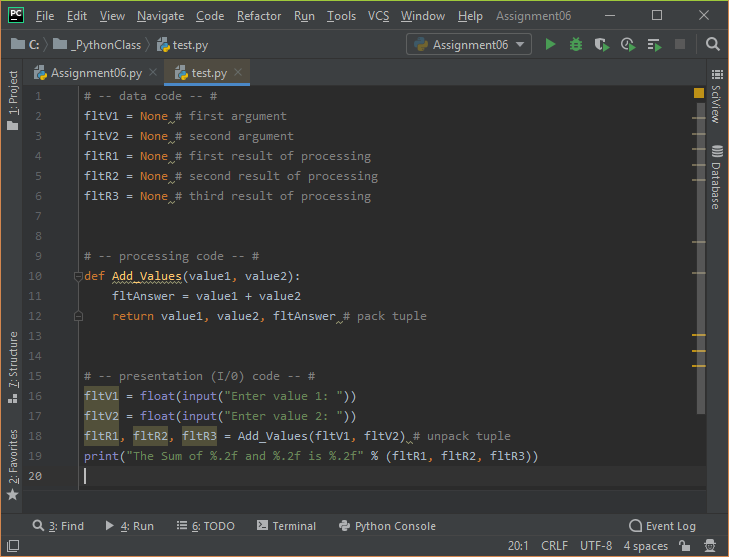 PC File Edit View Navigate Code Refactor Run Tools VCS Window Help Assignment06
C: _PythonClass test.py Assignment06
Assignment06.py test.py
1: Project
7: Structure
2: Favorites
1 # -- data code -- #
2 fltV1 = None # first argument
3 fltV2 = None # second argument
4 fltR1 = None # first result of processing
5 fltR2 = None # second result of processing
6 fltR3 = None # third result of processing
7
8
9 # -- processing code -- #
10 def Add_Values(value1, value2):
11     fltAnswer = value1 + value2
12     return value1, value2, fltAnswer # pack tuple
13
14
15 # -- presentation (I/0) code -- #
16 fltV1 = float(input("Enter value 1: "))
17 fltV2 = float(input("Enter value 2: "))
18 fltR1, fltR2, fltR3 = Add_Values(fltV1, fltV2) # unpack tuple
19 print("The Sum of %.2f and %.2f is %.2f" % (fltR1, fltR2, fltR3))
20
SciView
Database
3: Find 4: Run 6: TODO Terminal Python Console Event Log
20:1 CRLF UTF-8 4 spaces